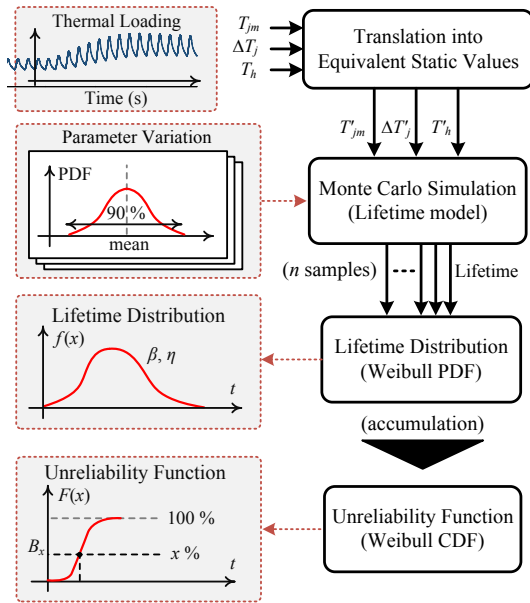 Thermal Loading
Time (s)
T_jm
ΔT_j
T_h
Translation into
Equivalent Static Values
T'_jm ΔT'_j T'_h
Parameter Variation
PDF
90 %
mean
Monte Carlo Simulation
(Lifetime model)
(n samples) Lifetime
Lifetime Distribution
f(x)
β, η
t
Lifetime Distribution
(Weibull PDF)
(accumulation)
Unreliability Function
F(x)
100 %
B_x
x %
t
Unreliability Function
(Weibull CDF)